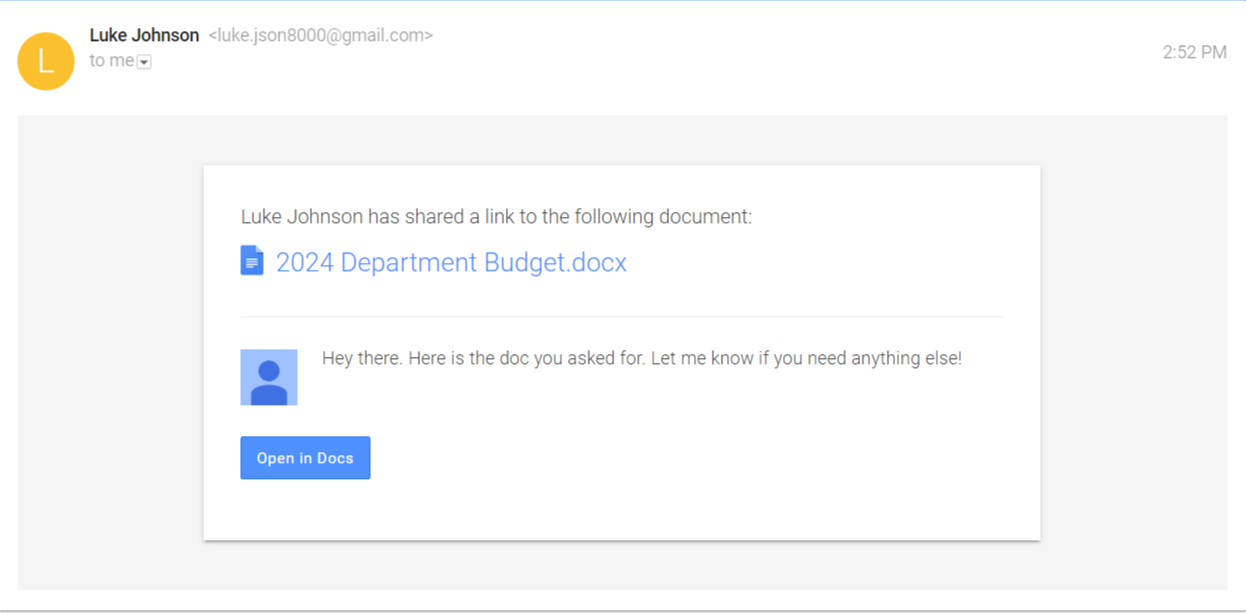 Luke Johnson <luke.json8000@gmail.com>
to me
2:52 PM
L
Luke Johnson has shared a link to the following document:
2024 Department Budget.docx
Hey there. Here is the doc you asked for. Let me know if you need anything else!
Open in Docs